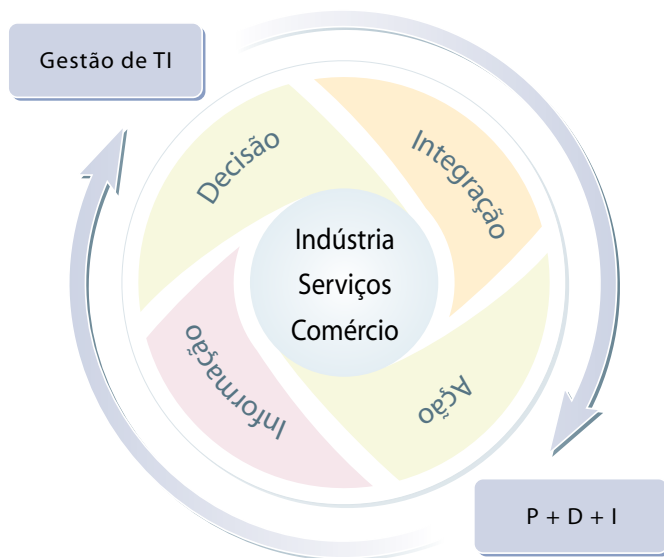 Gestão de TI
Decisão
Integração
Indústria
Serviços
Comércio
Informação
Ação
P + D + I